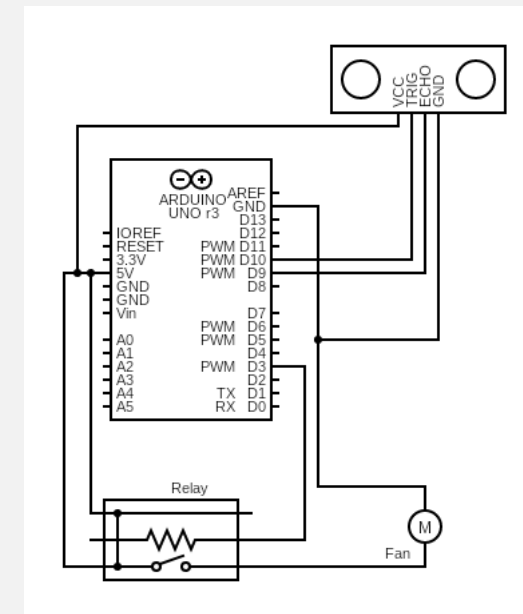 VCC
TRIG
ECHO
GND
ARDUINO
UNO r3
AREF
GND
D13
D12
IOREF
RESET PWM D11
3.3V PWM D10
5V PWM D9
GND D8
GND
Vin D7
PWM D6
A0 PWM D5
A1 D4
A2 PWM D3
A3 D2
A4 TX D1
A5 RX D0
Relay
M
Fan